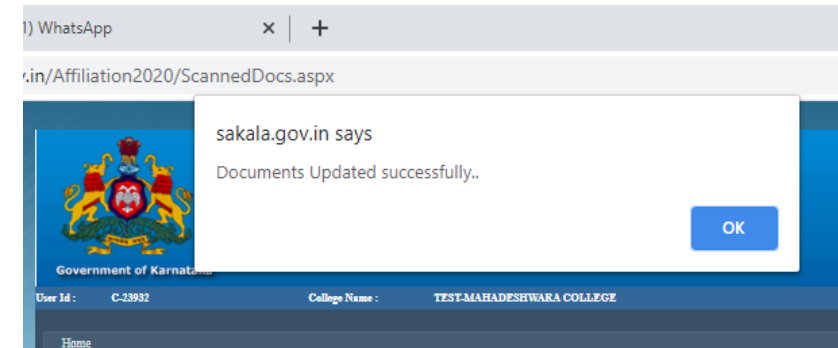 1) WhatsApp
.in/Affiliation2020/ScannedDocs.aspx
sakala.gov.in says
Documents Updated successfully..
OK
Government of Karnataka
User Id : C-23932 College Name : TEST-MAHADESHWARA COLLEGE
Home